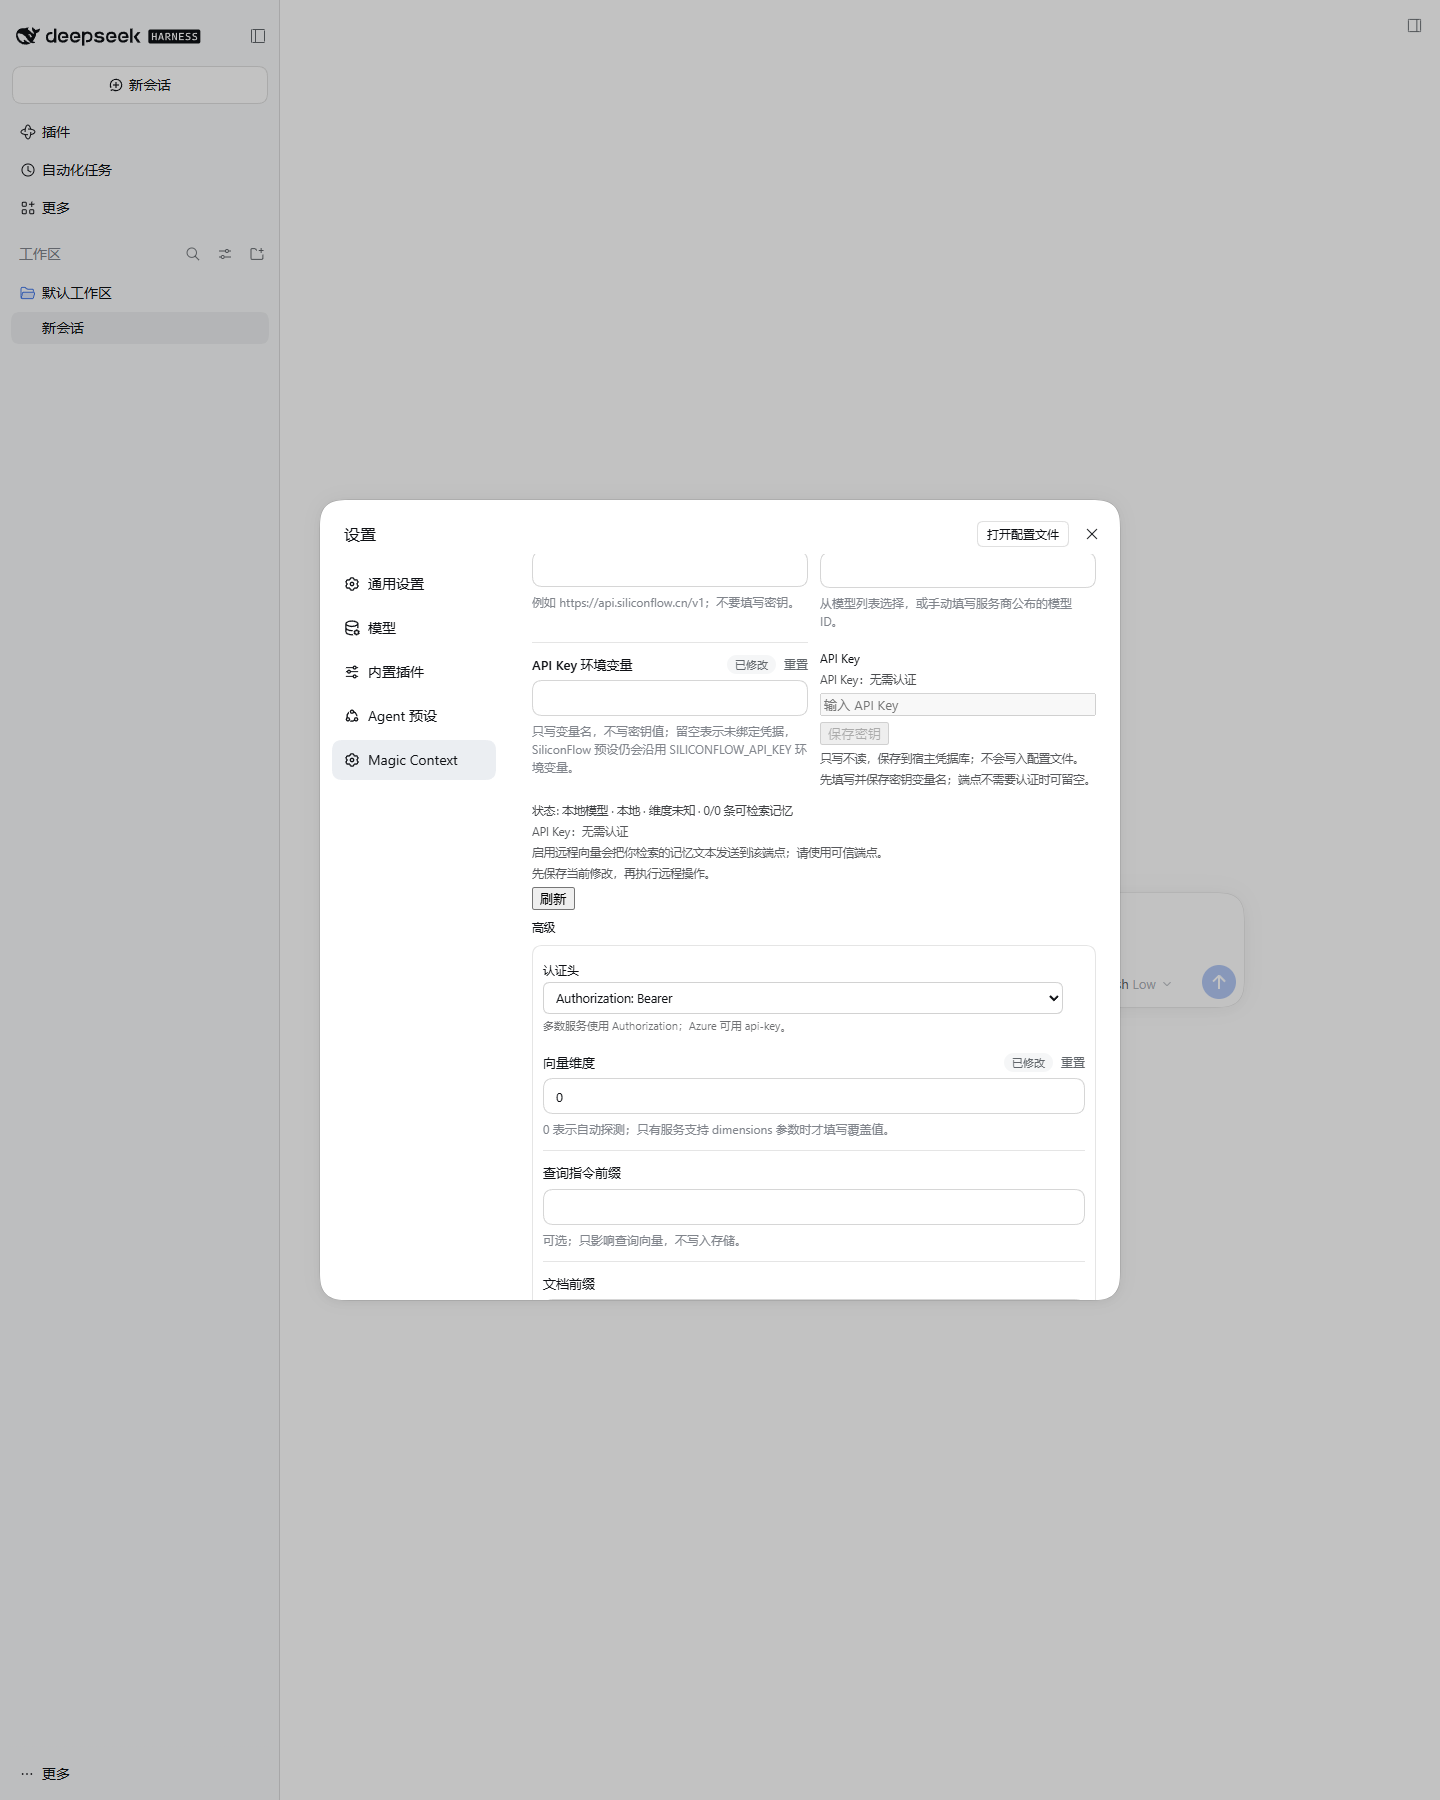 deepseek HARNESS
新会话
插件
自动化任务
更多
工作区
默认工作区
新会话
设置
打开配置文件
通用设置
模型
内置插件
Agent 预设
Magic Context
例如 https://api.siliconflow.cn/v1；不要填写密钥。
从模型列表选择，或手动填写服务商公布的模型
ID。
API Key 环境变量
已修改
重置
只写变量名，不写密钥值；留空表示未绑定凭据，
SiliconFlow 预设仍会沿用 SILICONFLOW_API_KEY 环
境变量。
API Key
API Key：无需认证
输入 API Key
保存密钥
只写不读，保存到宿主凭据库；不会写入配置文件。
先填写并保存密钥变量名；端点不需要认证时可留空。
状态: 本地模型 · 本地 · 维度未知 · 0/0 条可检索记忆
API Key：无需认证
启用远程向量会把你检索的记忆文本发送到该端点；请使用可信端点。
先保存当前修改，再执行远程操作。
刷新
高级
认证头
Authorization: Bearer
多数服务使用 Authorization；Azure 可用 api-key。
向量维度
已修改
重置
0
0 表示自动探测；只有服务支持 dimensions 参数时才填写覆盖值。
查询指令前缀
可选；只影响查询向量，不写入存储。
文档前缀
Low
更多